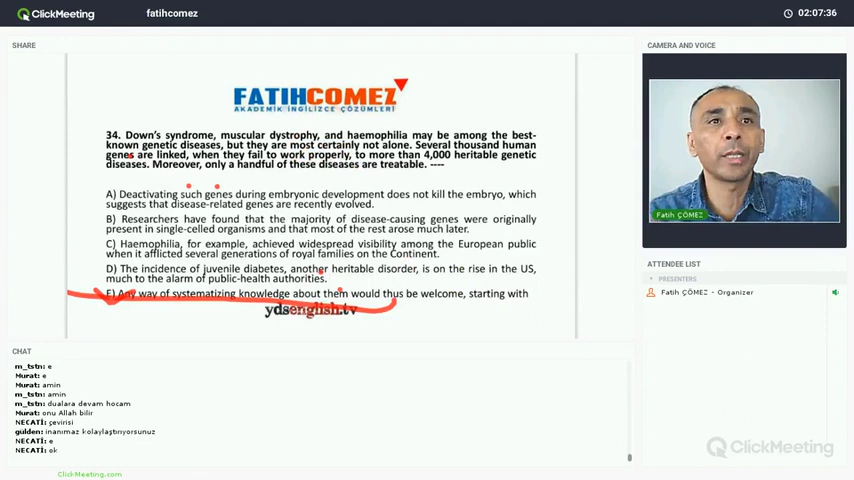 ClickMeeting
fatihcomez
02:07:36
SHARE
CAMERA AND VOICE
FATIHCOMEZ
AKADEMİK İNGİLİZCE ÇÖZÜMLERİ
34. Down's syndrome, muscular dystrophy, and haemophilia may be among the best-
known genetic diseases, but they are most certainly not alone. Several thousand human
genes are linked, when they fail to work properly, to more than 4,000 heritable genetic
diseases. Moreover, only a handful of these diseases are treatable. ----
A) Deactivating such genes during embryonic development does not kill the embryo, which
suggests that disease-related genes are recently evolved.
B) Researchers have found that the majority of disease-causing genes were originally
present in single-celled organisms and that most of the rest arose much later.
C) Haemophilia, for example, achieved widespread visibility among the European public
when it afflicted several generations of royal families on the Continent.
D) The incidence of juvenile diabetes, another heritable disorder, is on the rise in the US,
much to the alarm of public-health authorities.
E) Any way of systematizing knowledge about them would thus be welcome, starting with
ydsenglish.tv
Fatih ÇÖMEZ
ATTENDEE LIST
PRESENTERS
Fatih ÇÖMEZ - Organizer
CHAT
m_tstn: e
Murat: e
Murat: amin
m_tstn: amin
m_tstn: dualara devam hocam
Murat: onu Allah bilir
NECATİ: çevirisi
gülden: inanımaz kolaylaştırıyorsunuz
NECATİ: e
NECATİ: ok
ClickMeeting
ClickMeeting.com